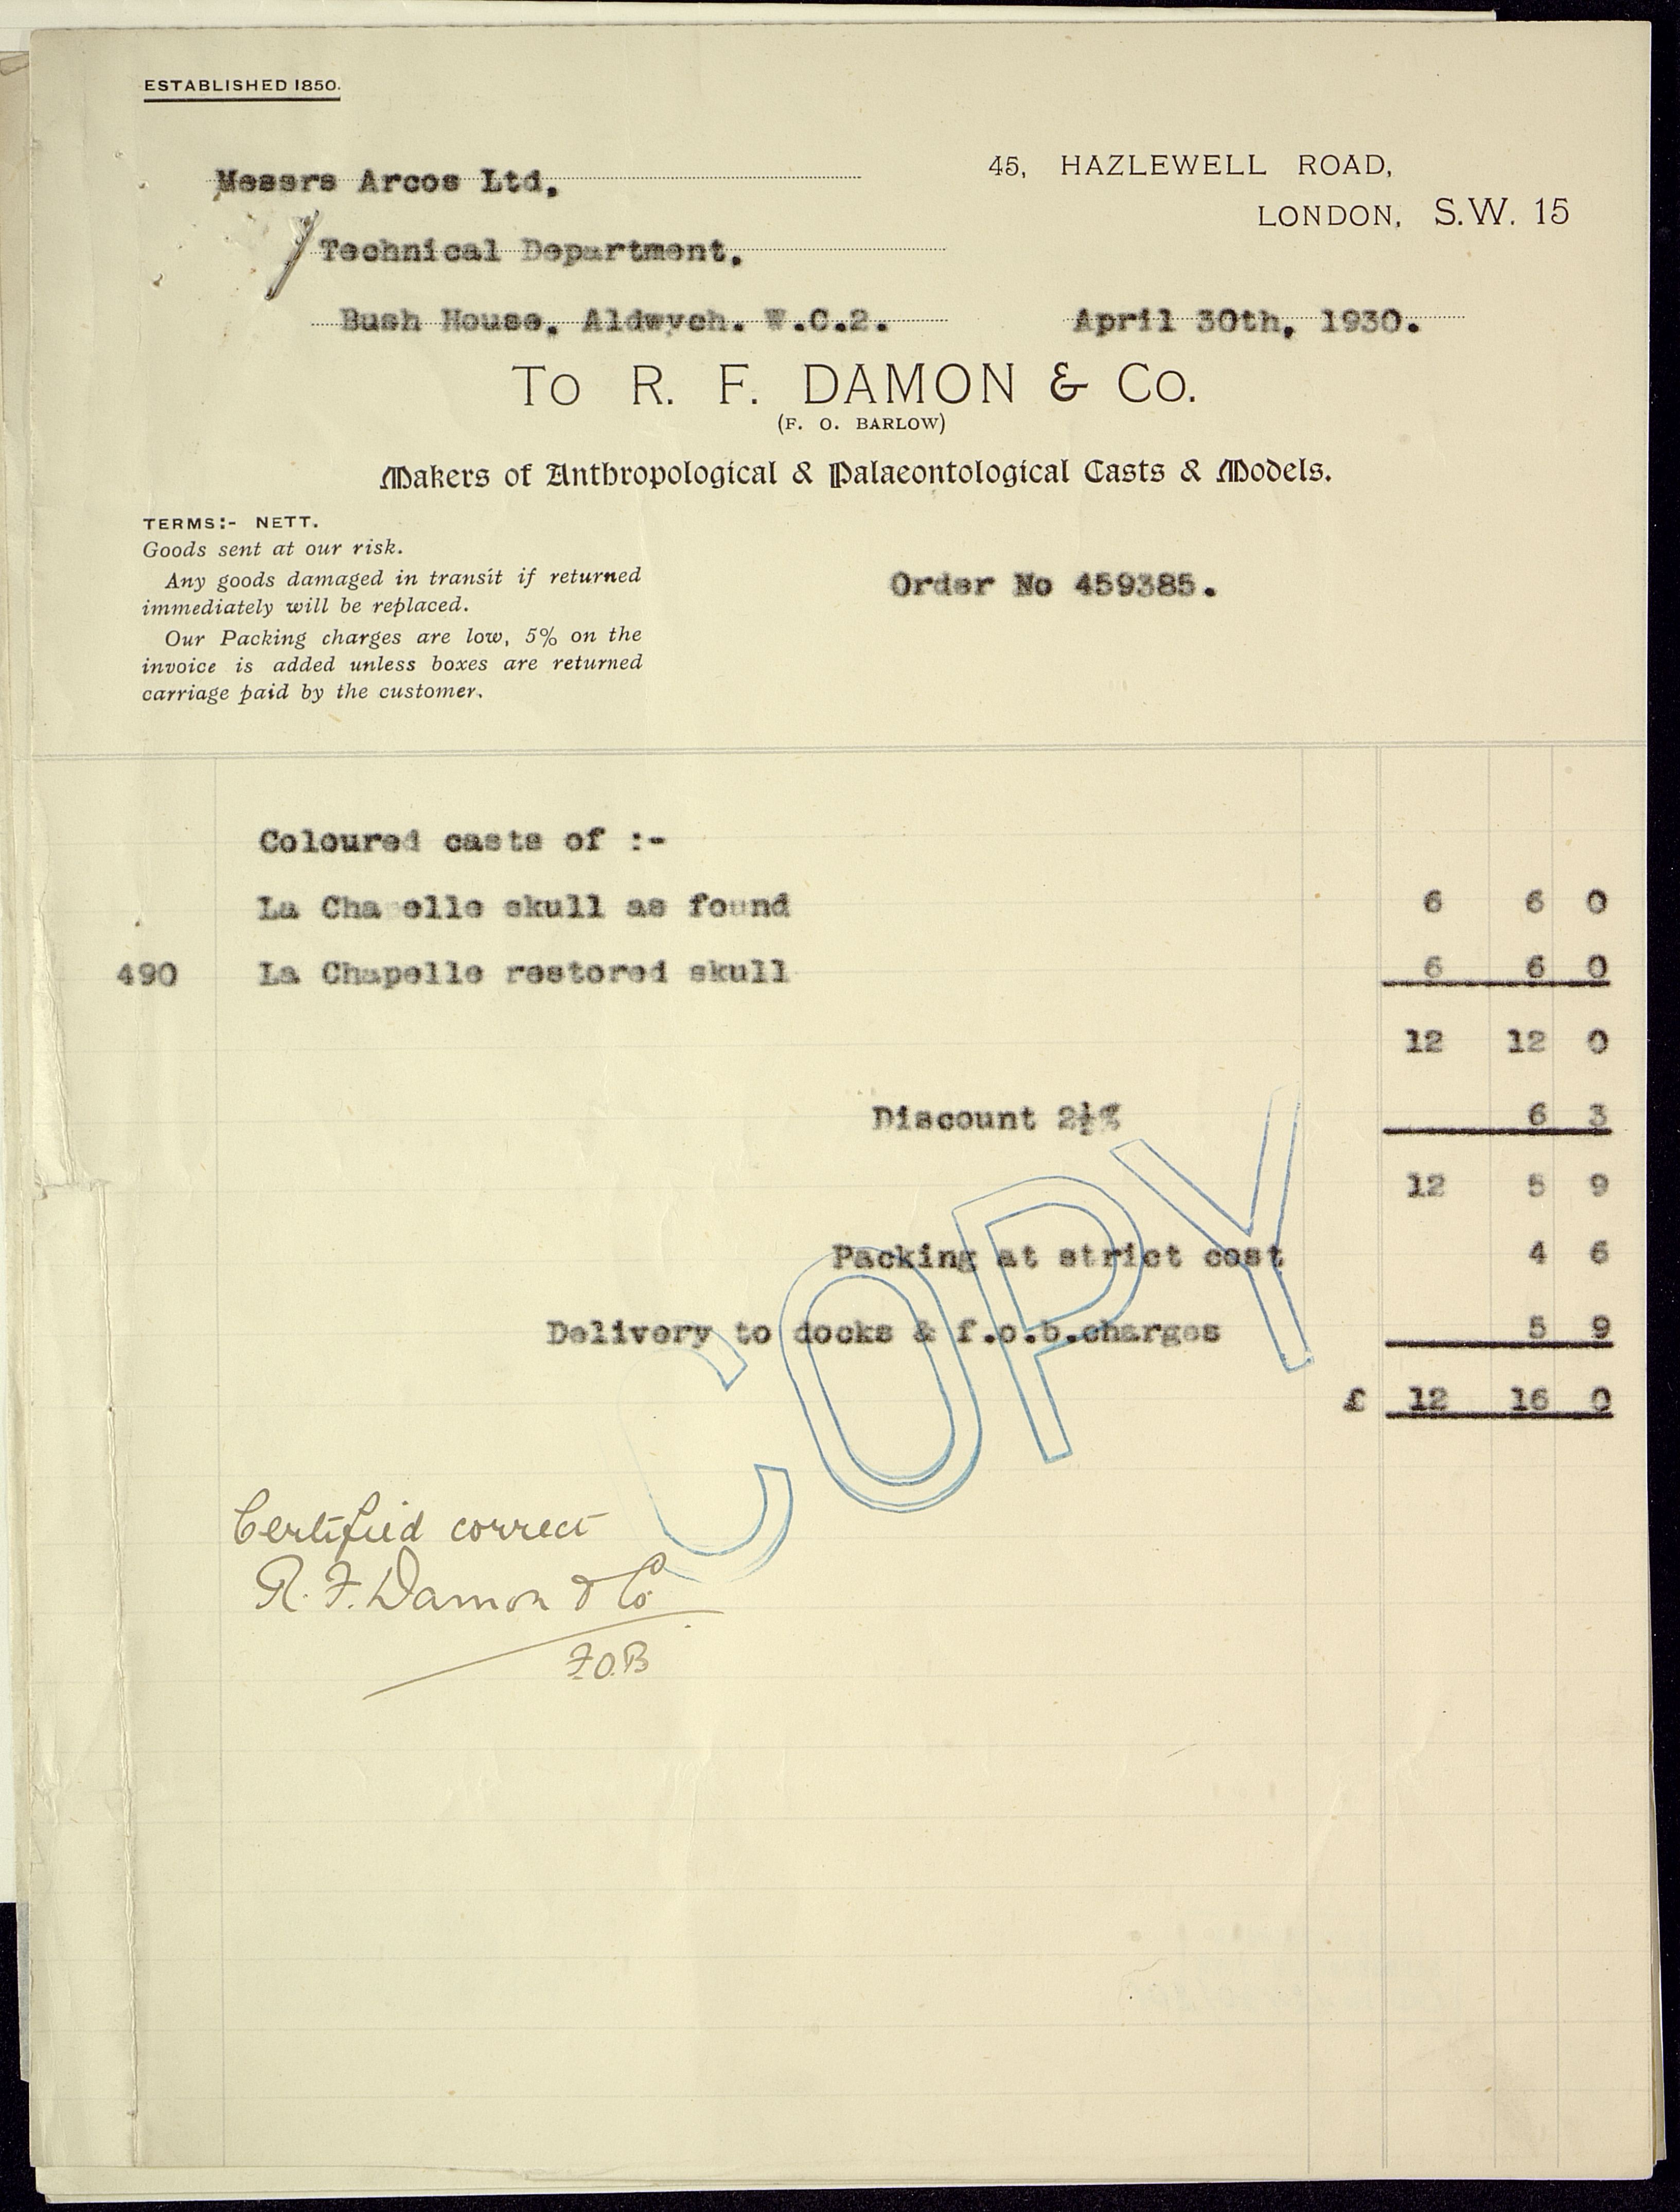 ESTABLISHED 1850.
Messrs Arcos Ltd,
45, HAZLEWELL ROAD,
LONDON, S.W. 15
Technical Department.
Bush House, Aldwych. W.C.2.
April 30th, 1930.
To R. F. DAMON & Co.
(F. O. BARLOW)
Makers of Anthropological & Palaeontological Casts & Models.
TERMS:- NETT.
Goods sent at our risk.
Any goods damaged in transit if returned
immediately will be replaced.
Our Packing charges are low, 5% on the
invoice is added unless boxes are returned
carriage paid by the customer.
Order No 459385.
Coloured casts of :-
La Cha elle skull as found 6 6 0
490 La Chapelle restored skull 6 6 0
12 12 0
Discount 2½% 6 3
12 5 9
Packing at strict cost 4 6
Delivery to docks & f.o.b.charges 5 9
£ 12 16 0
COPY
Certified correct
R. F. Damon & Co
F.O.B